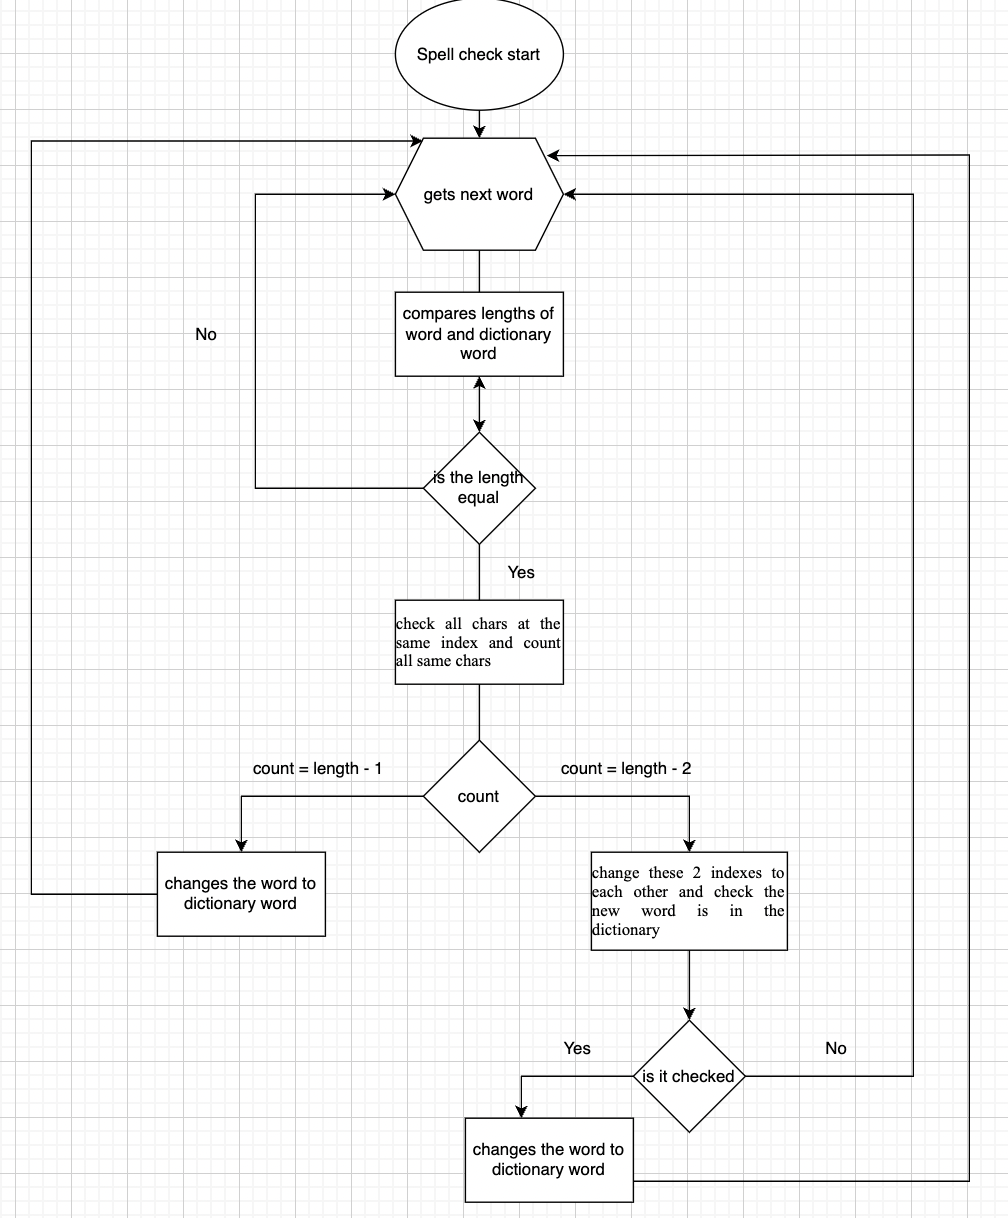 Spell check start
gets next word
compares lengths of
word and dictionary
word
No
is the length
equal
Yes
check all chars at the
same index and count
all same chars
count = length - 1
count = length - 2
count
changes the word to
dictionary word
change these 2 indexes to
each other and check the
new word is in the
dictionary
Yes
No
is it checked
changes the word to
dictionary word